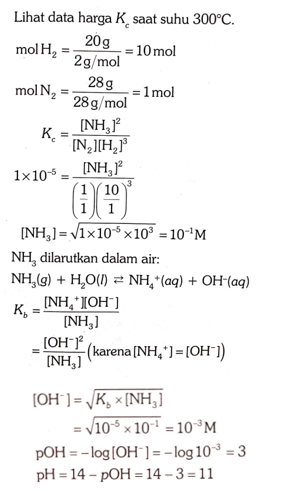 Lihat data harga K_c saat suhu 300°C.
mol H₂ = 20 g / 2 g/mol = 10 mol
mol N₂ = 28 g / 28 g/mol = 1 mol
K_c = [NH₃]² / [N₂][H₂]³
1×10⁻⁵ = [NH₃]² / (1/1)(10/1)³
[NH₃] = √(1×10⁻⁵ ×10³) = 10⁻¹ M
NH₃ dilarutkan dalam air:
NH₃(g) + H₂O(l) ⇄ NH₄⁺(aq) + OH⁻(aq)
K_b = [NH₄⁺][OH⁻] / [NH₃]
= [OH⁻]² / [NH₃] (karena [NH₄⁺] = [OH⁻])
[OH⁻] = √(K_b × [NH₃])
= √(10⁻⁵ × 10⁻¹) = 10⁻³ M
pOH = –log [OH⁻] = –log 10⁻³ = 3
pH = 14 – pOH = 14 – 3 = 11